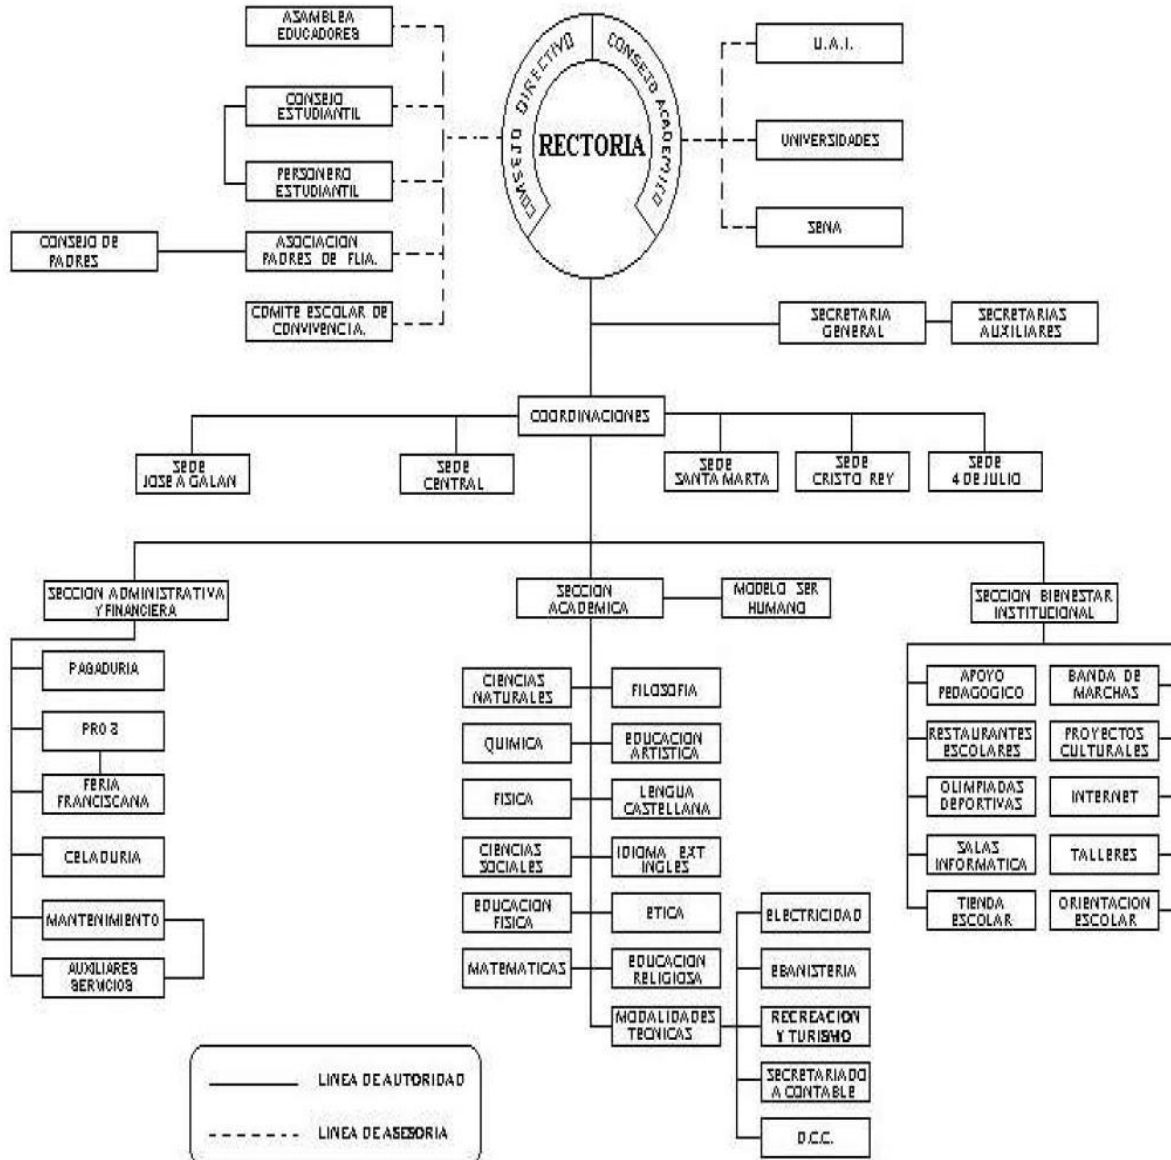 AZAMBLEA
EDUCADORES
CONSEJO
ESTUDIANTIL
PERSONERO
ESTUDIANTIL
CONSEJO DE
PADRES
ASOCIACION
PADRES DE FLIA.
COMITE ESCOLAR DE
CONVIVENCIA.
CONSEJO DIRECTIVO
CONSEJO ACADEMICO
RECTORIA
U.A.I.
UNIVERSIDADES
SENA
SECRETARIA
GENERAL
SECRETARIAS
AUXILIARES
COORDINACIONES
SEDE
JOSE A GALAN
SEDE
CENTRAL
SEDE
SANTA MARTA
SEDE
CRISTO REY
SEDE
4 DE JULIO
SECCION ADMINISTRATIVA
Y FINANCIERA
PAGADURIA
PRO S
FERIA
FRANCISCANA
CELADURIA
MANTENIMIENTO
AUXILIARES
SERVICIOS
SECCION
ACADEMICA
MODELO SER
HUMANO
CIENCIAS
NATURALES
FILOSOFIA
QUIMICA
EDUCACION
ARTISTICA
FISICA
LENGUA
CASTELLANA
CIENCIAS
SOCIALES
IDIOMA EXT
INGLES
EDUCACION
FISICA
ETICA
MATEMATICAS
EDUCACION
RELIGIOSA
MODALIDADES
TECNICAS
ELECTRICIDAD
EBANISTERIA
RECREACION
Y TURISMO
SECRETARIADO
A CONTABLE
D.C.C.
SECCION BIENESTAR
INSTITUCIONAL
APOYO
PEDAGOGICO
BANDA DE
MARCHAS
RESTAURANTES
ESCOLARES
PROYECTOS
CULTURALES
OLIMPIADAS
DEPORTIVAS
INTERNET
SALAS
INFORMATICA
TALLERES
TIENDA
ESCOLAR
ORIENTACION
ESCOLAR
LINEA DE AUTORIDAD
LINEA DE ASESORIA